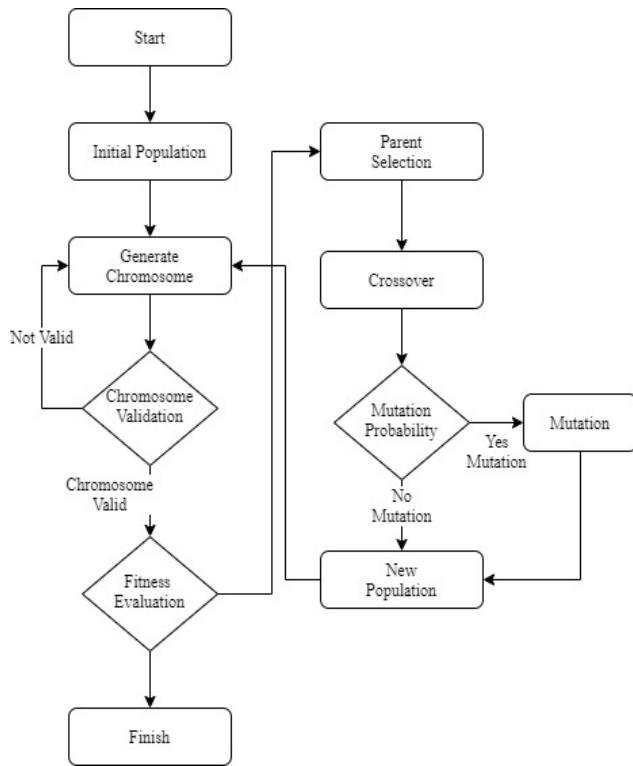 Start
Initial Population
Generate
Chromosome
Not Valid
Chromosome
Validation
Chromosome
Valid
Fitness
Evaluation
Finish
Parent
Selection
Crossover
Mutation
Probability
Yes
Mutation
Mutation
No
Mutation
New
Population